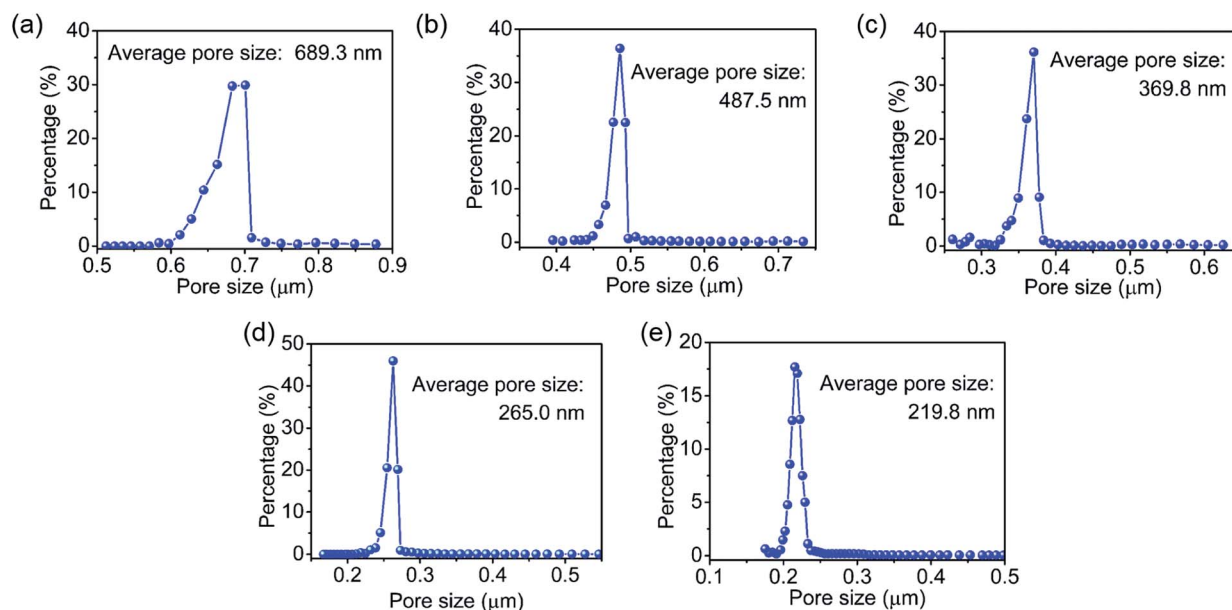 (a)
Average pore size: 689.3 nm
Percentage (%)
40
30
20
10
0
0.5 0.6 0.7 0.8 0.9
Pore size (μm)
(b)
Average pore size:
487.5 nm
Percentage (%)
40
30
20
10
0
0.4 0.5 0.6 0.7
Pore size (μm)
(c)
Average pore size:
369.8 nm
Percentage (%)
40
30
20
10
0
0.3 0.4 0.5 0.6
Pore size (μm)
(d)
Average pore size:
265.0 nm
Percentage (%)
50
40
30
20
10
0
0.2 0.3 0.4 0.5
Pore size (μm)
(e)
Average pore size:
219.8 nm
Percentage (%)
20
15
10
5
0
0.1 0.2 0.3 0.4 0.5
Pore size (μm)